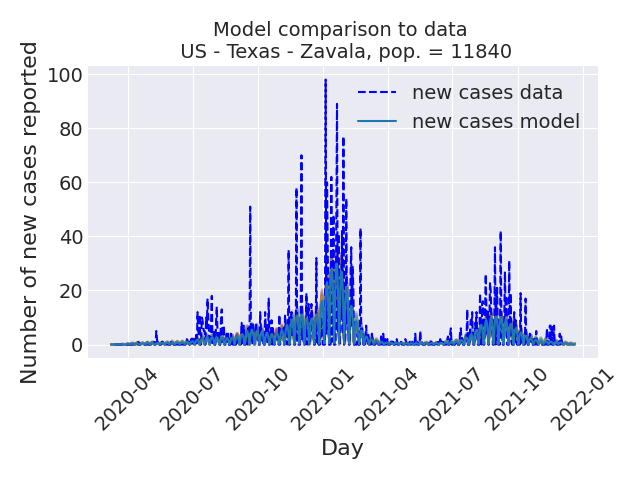 Model comparison to data
US - Texas - Zavala, pop. = 11840
new cases data
new cases model
Number of new cases reported
100
80
60
40
20
0
2020-04
2020-07
2020-10
2021-01
2021-04
2021-07
2021-10
2022-01
Day